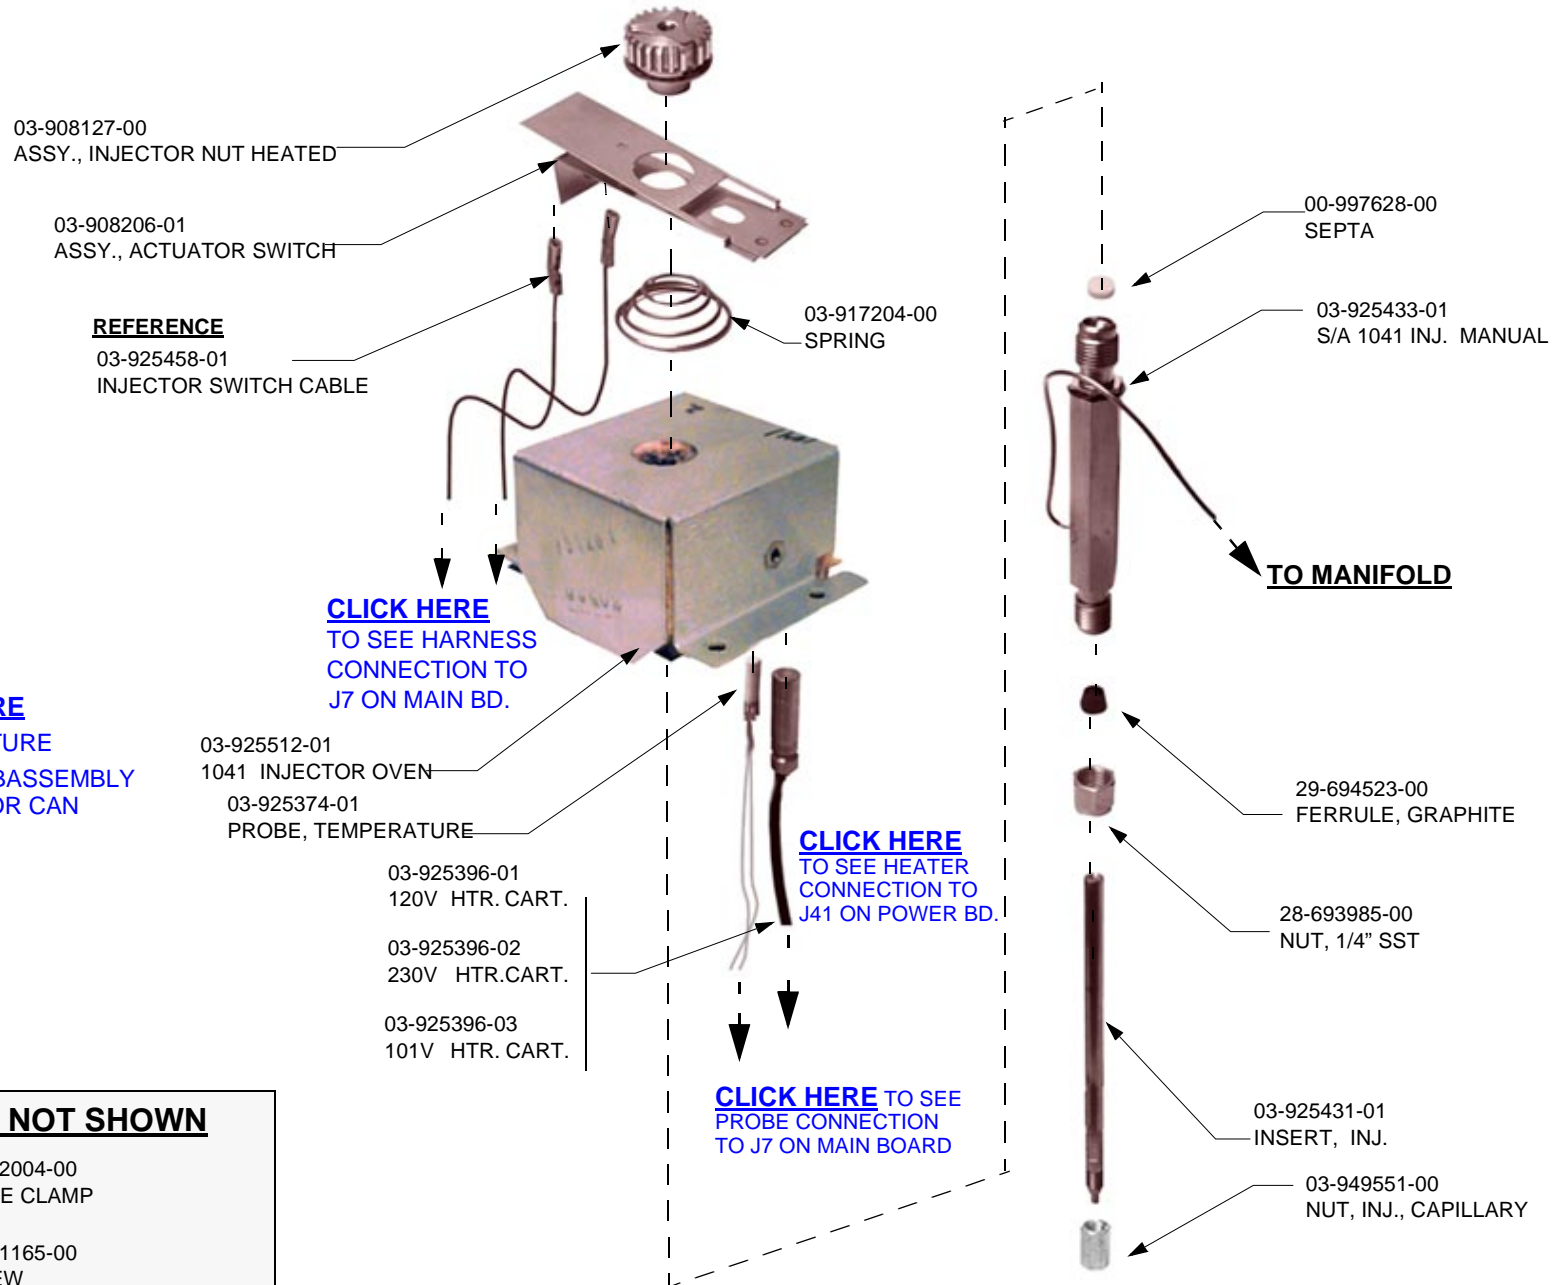 03-908127-00
ASSY., INJECTOR NUT HEATED
03-908206-01
ASSY., ACTUATOR SWITCH
REFERENCE
03-925458-01
INJECTOR SWITCH CABLE
03-917204-00
SPRING
00-997628-00
SEPTA
03-925433-01
S/A 1041 INJ. MANUAL
TO MANIFOLD
CLICK HERE
TO SEE HARNESS
CONNECTION TO
J7 ON MAIN BD.
RE
TURE
BASSEMBLY
OR CAN
03-925512-01
1041 INJECTOR OVEN
03-925374-01
PROBE, TEMPERATURE
03-925396-01
120V HTR. CART.
03-925396-02
230V HTR.CART.
03-925396-03
101V HTR. CART.
CLICK HERE
TO SEE HEATER
CONNECTION TO
J41 ON POWER BD.
CLICK HERE TO SEE
PROBE CONNECTION
TO J7 ON MAIN BOARD
29-694523-00
FERRULE, GRAPHITE
28-693985-00
NUT, 1/4” SST
03-925431-01
INSERT, INJ.
03-949551-00
NUT, INJ., CAPILLARY
NOT SHOWN
2004-00
E CLAMP
1165-00
EW